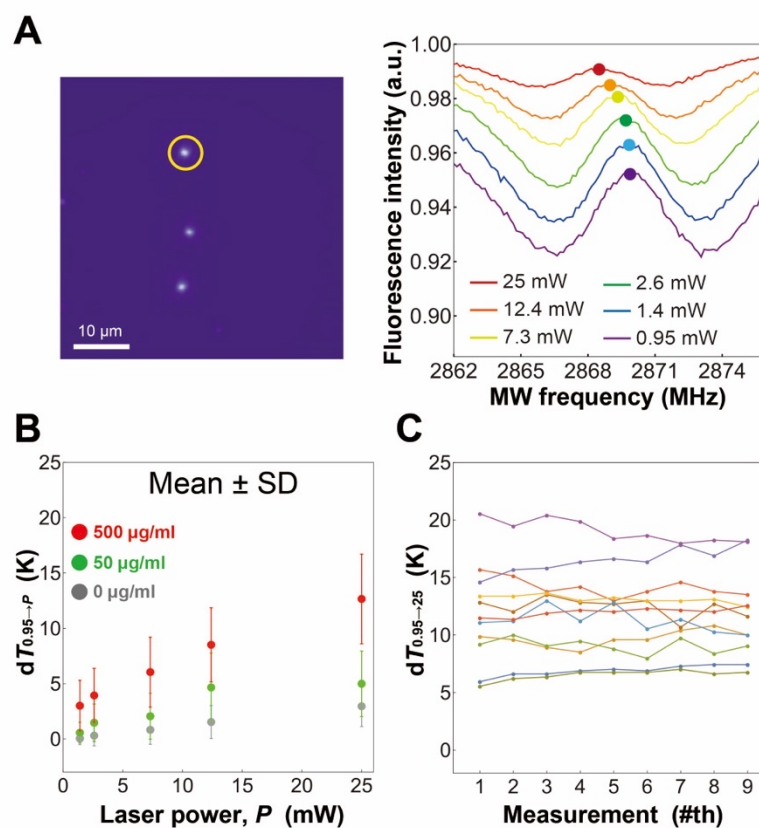 A
10 µm
Fluorescence intensity (a.u.)
1.00
0.98
0.96
0.94
0.92
0.90
25 mW
12.4 mW
7.3 mW
2.6 mW
1.4 mW
0.95 mW
2862 2865 2868 2871 2874
MW frequency (MHz)
B
dT0.95→P (K)
25
20
15
10
5
0
Mean ± SD
500 µg/ml
50 µg/ml
0 µg/ml
0 5 10 15 20 25
Laser power, P (mW)
C
dT0.95→25 (K)
25
20
15
10
5
0
1 2 3 4 5 6 7 8 9
Measurement (#th)